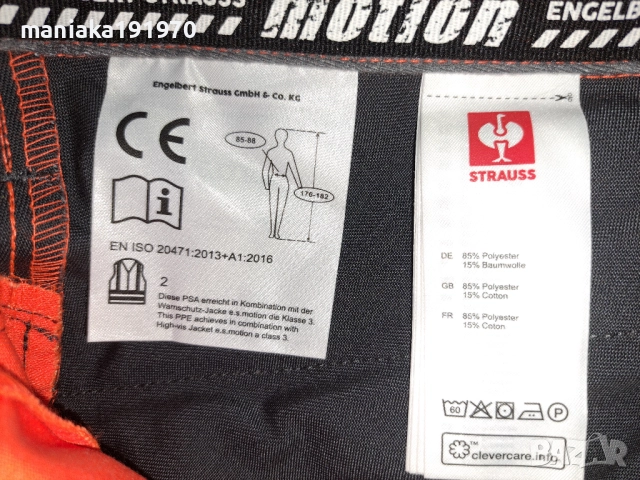 maniaka191970
ENGELBERT STRAUSS motion ENGELBERT
Engelbert Strauss GmbH & Co. KG
CE
85-88
176-182
i
EN ISO 20471:2013+A1:2016
2
Diese PSA erreicht in Kombination mit der
Warnschutz-Jacke e.s.motion die Klasse 3.
This PPE achieves in combination with
High-vis Jacket e.s.motion a class 3.
STRAUSS
DE 85% Polyester
15% Baumwolle
GB 85% Polyester
15% Cotton
FR 85% Polyester
15% Coton
60 P
TM clevercare.info
BAZAR